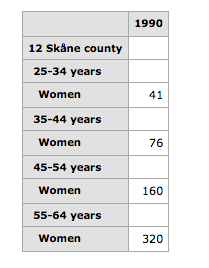 1990
12 Skåne county
25-34 years
Women 41
35-44 years
Women 76
45-54 years
Women 160
55-64 years
Women 320